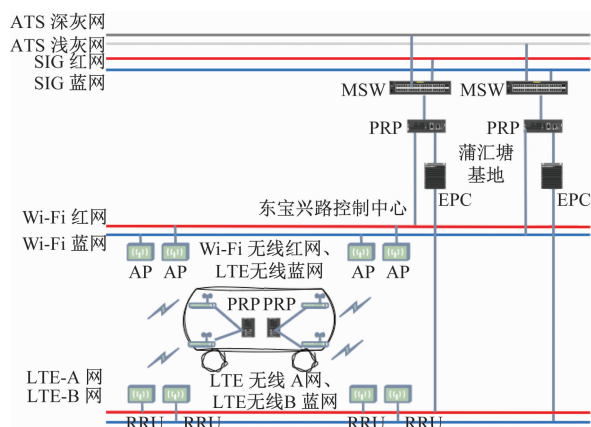 ATS 深灰网
ATS 浅灰网
SIG 红网
SIG 蓝网
MSW
MSW
PRP
PRP
蒲汇塘
基地
EPC
EPC
东宝兴路控制中心
Wi-Fi 红网
Wi-Fi 蓝网
Wi-Fi 无线红网、
LTE无线蓝网
AP
AP
AP
AP
PRP PRP
LTE-A 网
LTE-B 网
LTE 无线 A网、
LTE无线B 蓝网
RRU
RRU
RRU
RRU